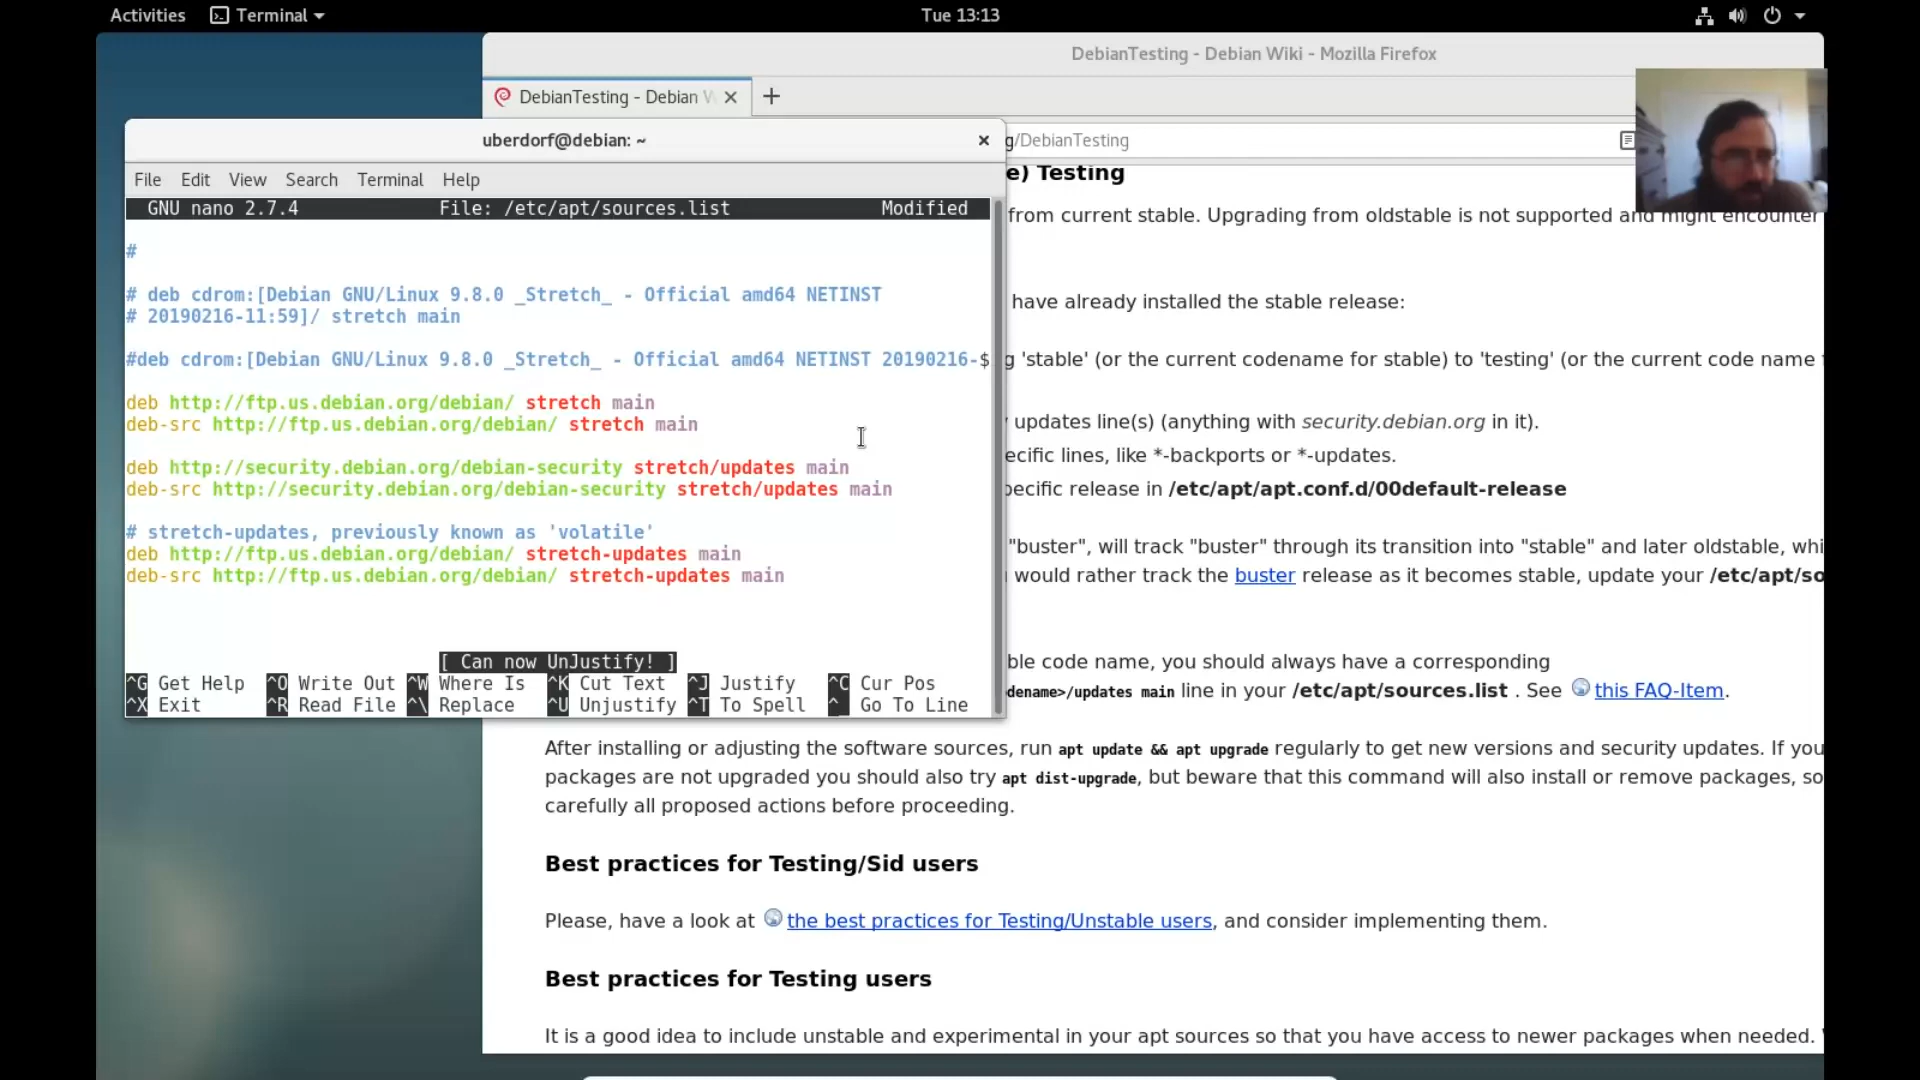 Activities Terminal Tue 13:13
DebianTesting - Debian Wiki - Mozilla Firefox
DebianTesting - Debian W
uberdorf@debian: ~
g/DebianTesting
File Edit View Search Terminal Help
GNU nano 2.7.4 File: /etc/apt/sources.list Modified
#
# deb cdrom:[Debian GNU/Linux 9.8.0 _Stretch_ - Official amd64 NETINST
# 20190216-11:59]/ stretch main
#deb cdrom:[Debian GNU/Linux 9.8.0 _Stretch_ - Official amd64 NETINST 20190216-$
deb http://ftp.us.debian.org/debian/ stretch main
deb-src http://ftp.us.debian.org/debian/ stretch main
deb http://security.debian.org/debian-security stretch/updates main
deb-src http://security.debian.org/debian-security stretch/updates main
# stretch-updates, previously known as 'volatile'
deb http://ftp.us.debian.org/debian/ stretch-updates main
deb-src http://ftp.us.debian.org/debian/ stretch-updates main
[ Can now UnJustify! ]
^G Get Help ^O Write Out ^W Where Is ^K Cut Text ^J Justify ^C Cur Pos
^X Exit ^R Read File ^\ Replace ^U Unjustify ^T To Spell ^_ Go To Line
e) Testing
from current stable. Upgrading from oldstable is not supported and might encounter
have already installed the stable release:
g 'stable' (or the current codename for stable) to 'testing' (or the current code name
updates line(s) (anything with security.debian.org in it).
ecific lines, like *-backports or *-updates.
pecific release in /etc/apt/apt.conf.d/00default-release
"buster", will track "buster" through its transition into "stable" and later oldstable, whi
would rather track the buster release as it becomes stable, update your /etc/apt/so
ble code name, you should always have a corresponding
dename>/updates main line in your /etc/apt/sources.list . See this FAQ-Item.
After installing or adjusting the software sources, run apt update && apt upgrade regularly to get new versions and security updates. If you
packages are not upgraded you should also try apt dist-upgrade, but beware that this command will also install or remove packages, so
carefully all proposed actions before proceeding.
Best practices for Testing/Sid users
Please, have a look at the best practices for Testing/Unstable users, and consider implementing them.
Best practices for Testing users
It is a good idea to include unstable and experimental in your apt sources so that you have access to newer packages when needed.